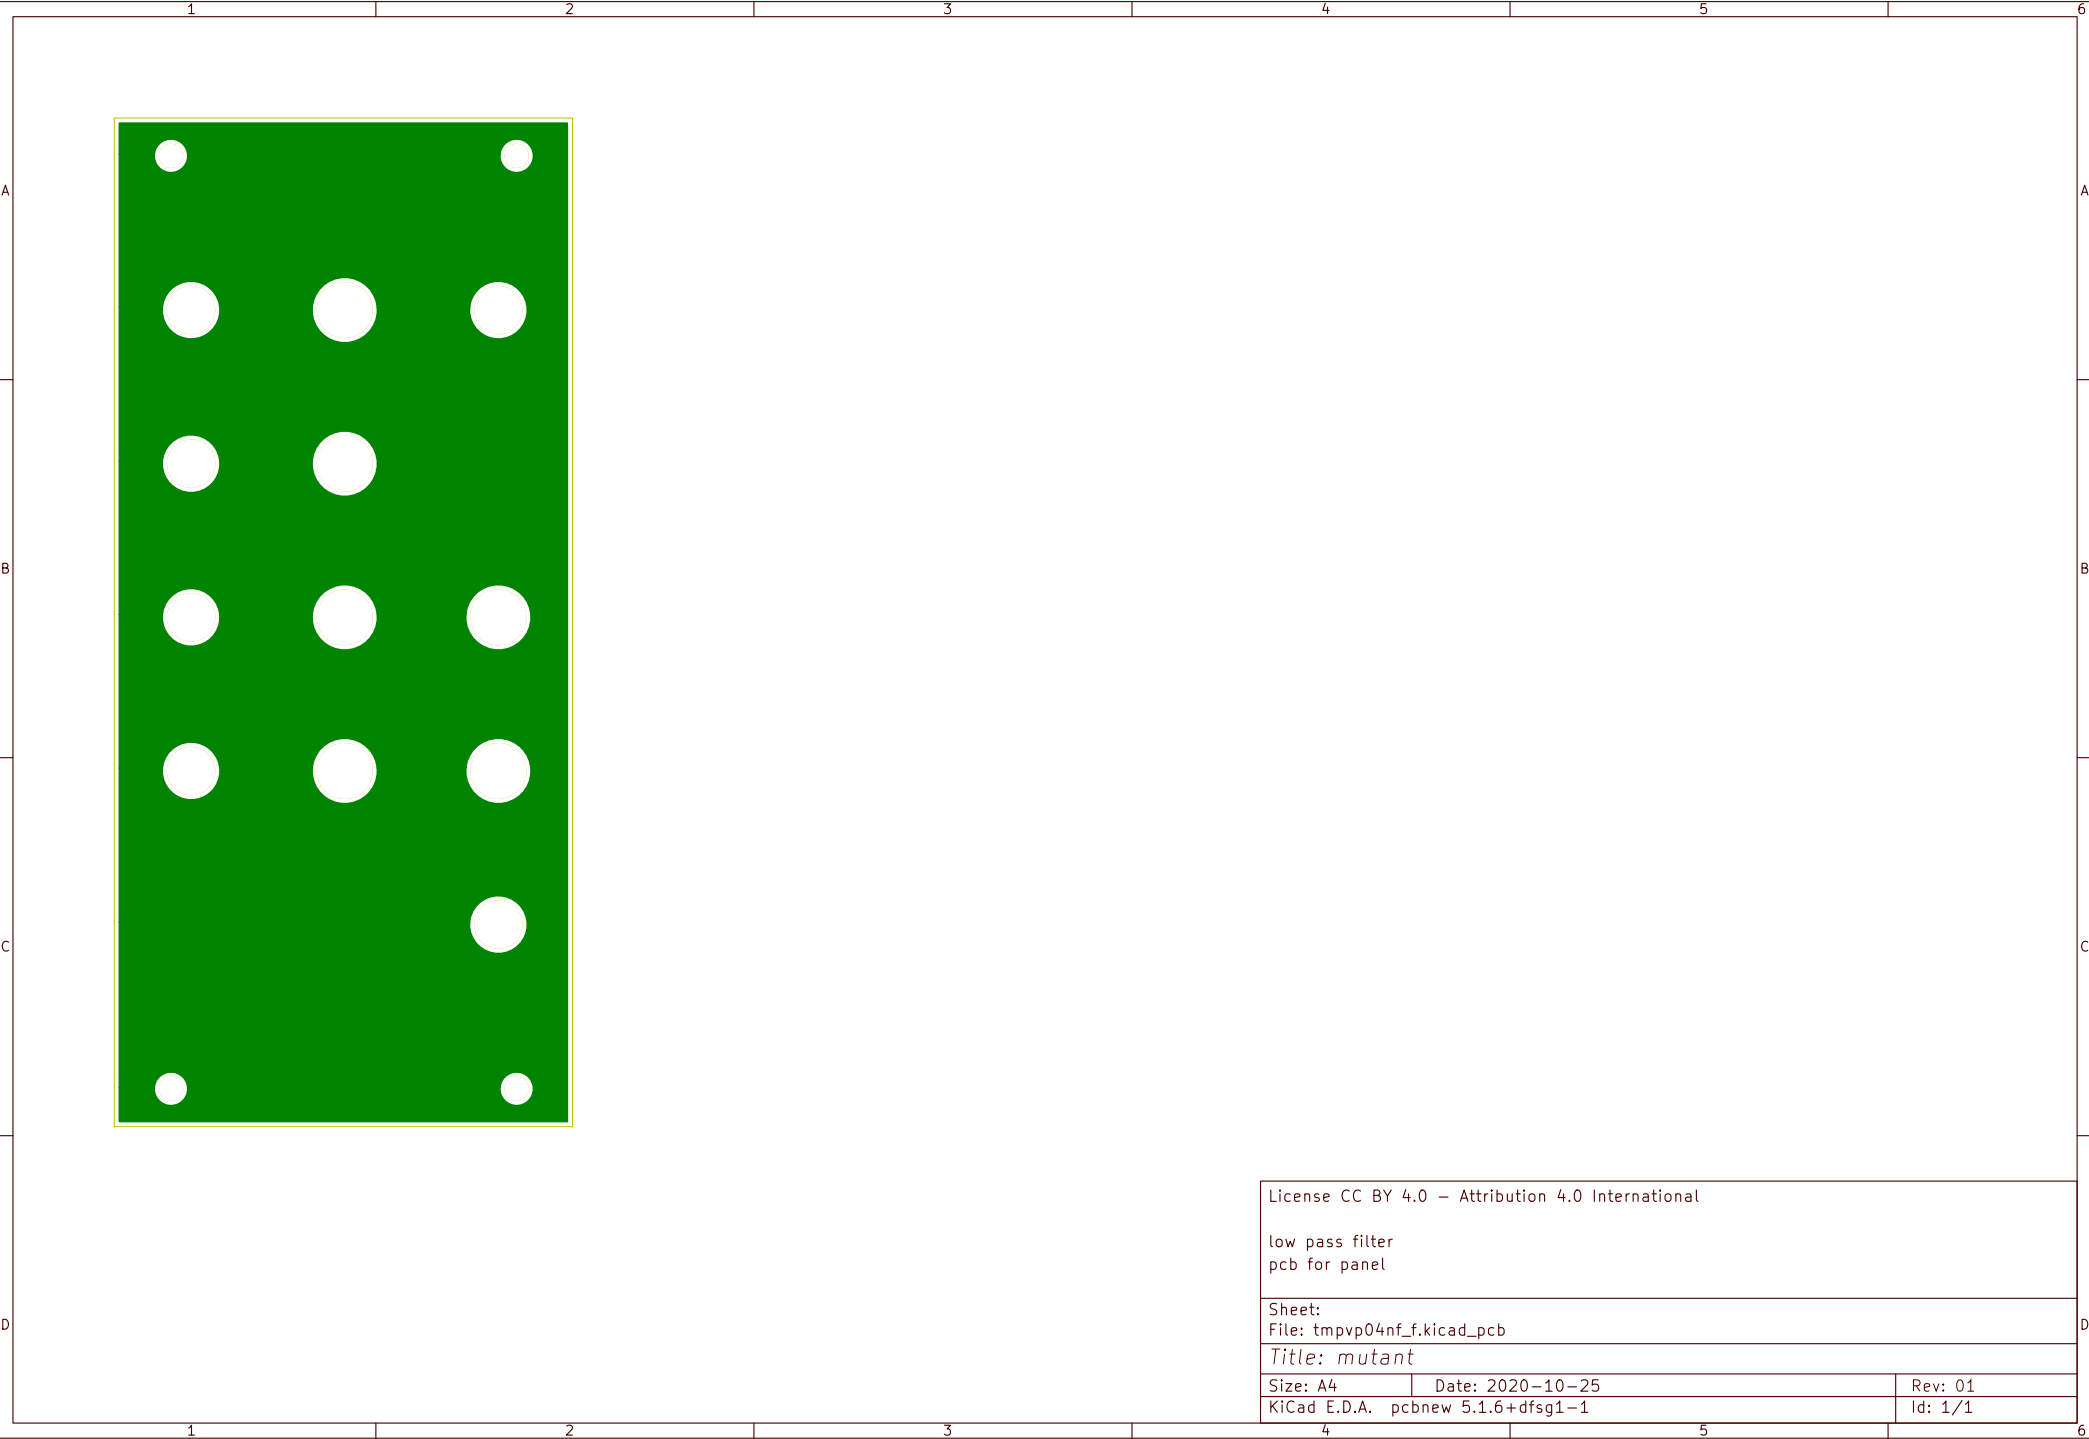 1 2 3 4 5 6
A A
B B
C C
D D
License CC BY 4.0 - Attribution 4.0 International
low pass filter
pcb for panel
Sheet:
File: tmpvp04nf_f.kicad_pcb
Title: mutant
Size: A4 Date: 2020-10-25 Rev: 01
KiCad E.D.A. pcbnew 5.1.6+dfsg1-1 Id: 1/1
1 2 3 4 5 6